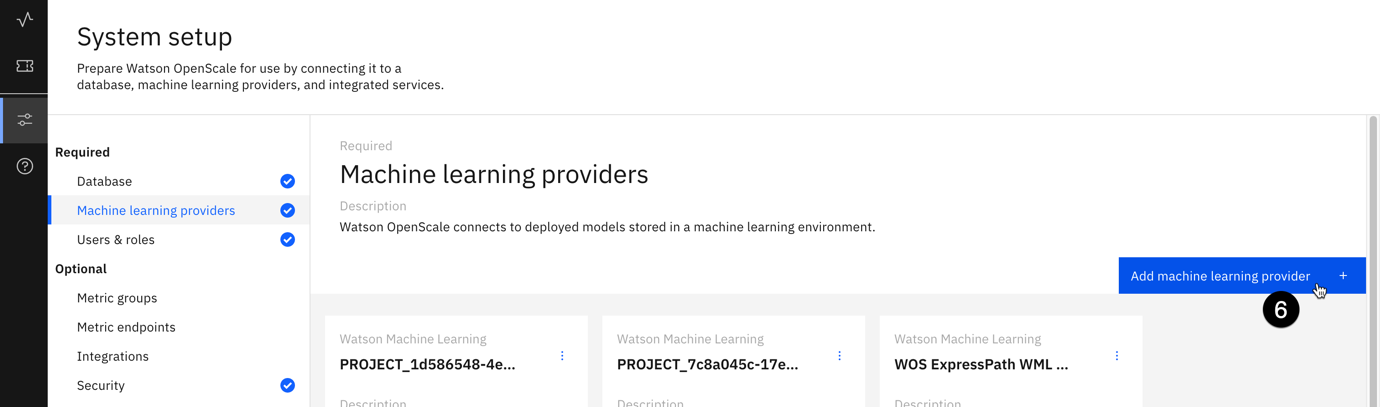 System setup
Prepare Watson OpenScale for use by connecting it to a
database, machine learning providers, and integrated services.
Required
Database
Machine learning providers
Users & roles
Optional
Metric groups
Metric endpoints
Integrations
Security
Required
Machine learning providers
Description
Watson OpenScale connects to deployed models stored in a machine learning environment.
Add machine learning provider +
6
Watson Machine Learning
PROJECT_1d586548-4e...
Description
Watson Machine Learning
PROJECT_7c8a045c-17e...
Description
Watson Machine Learning
WOS ExpressPath WML ...
Description